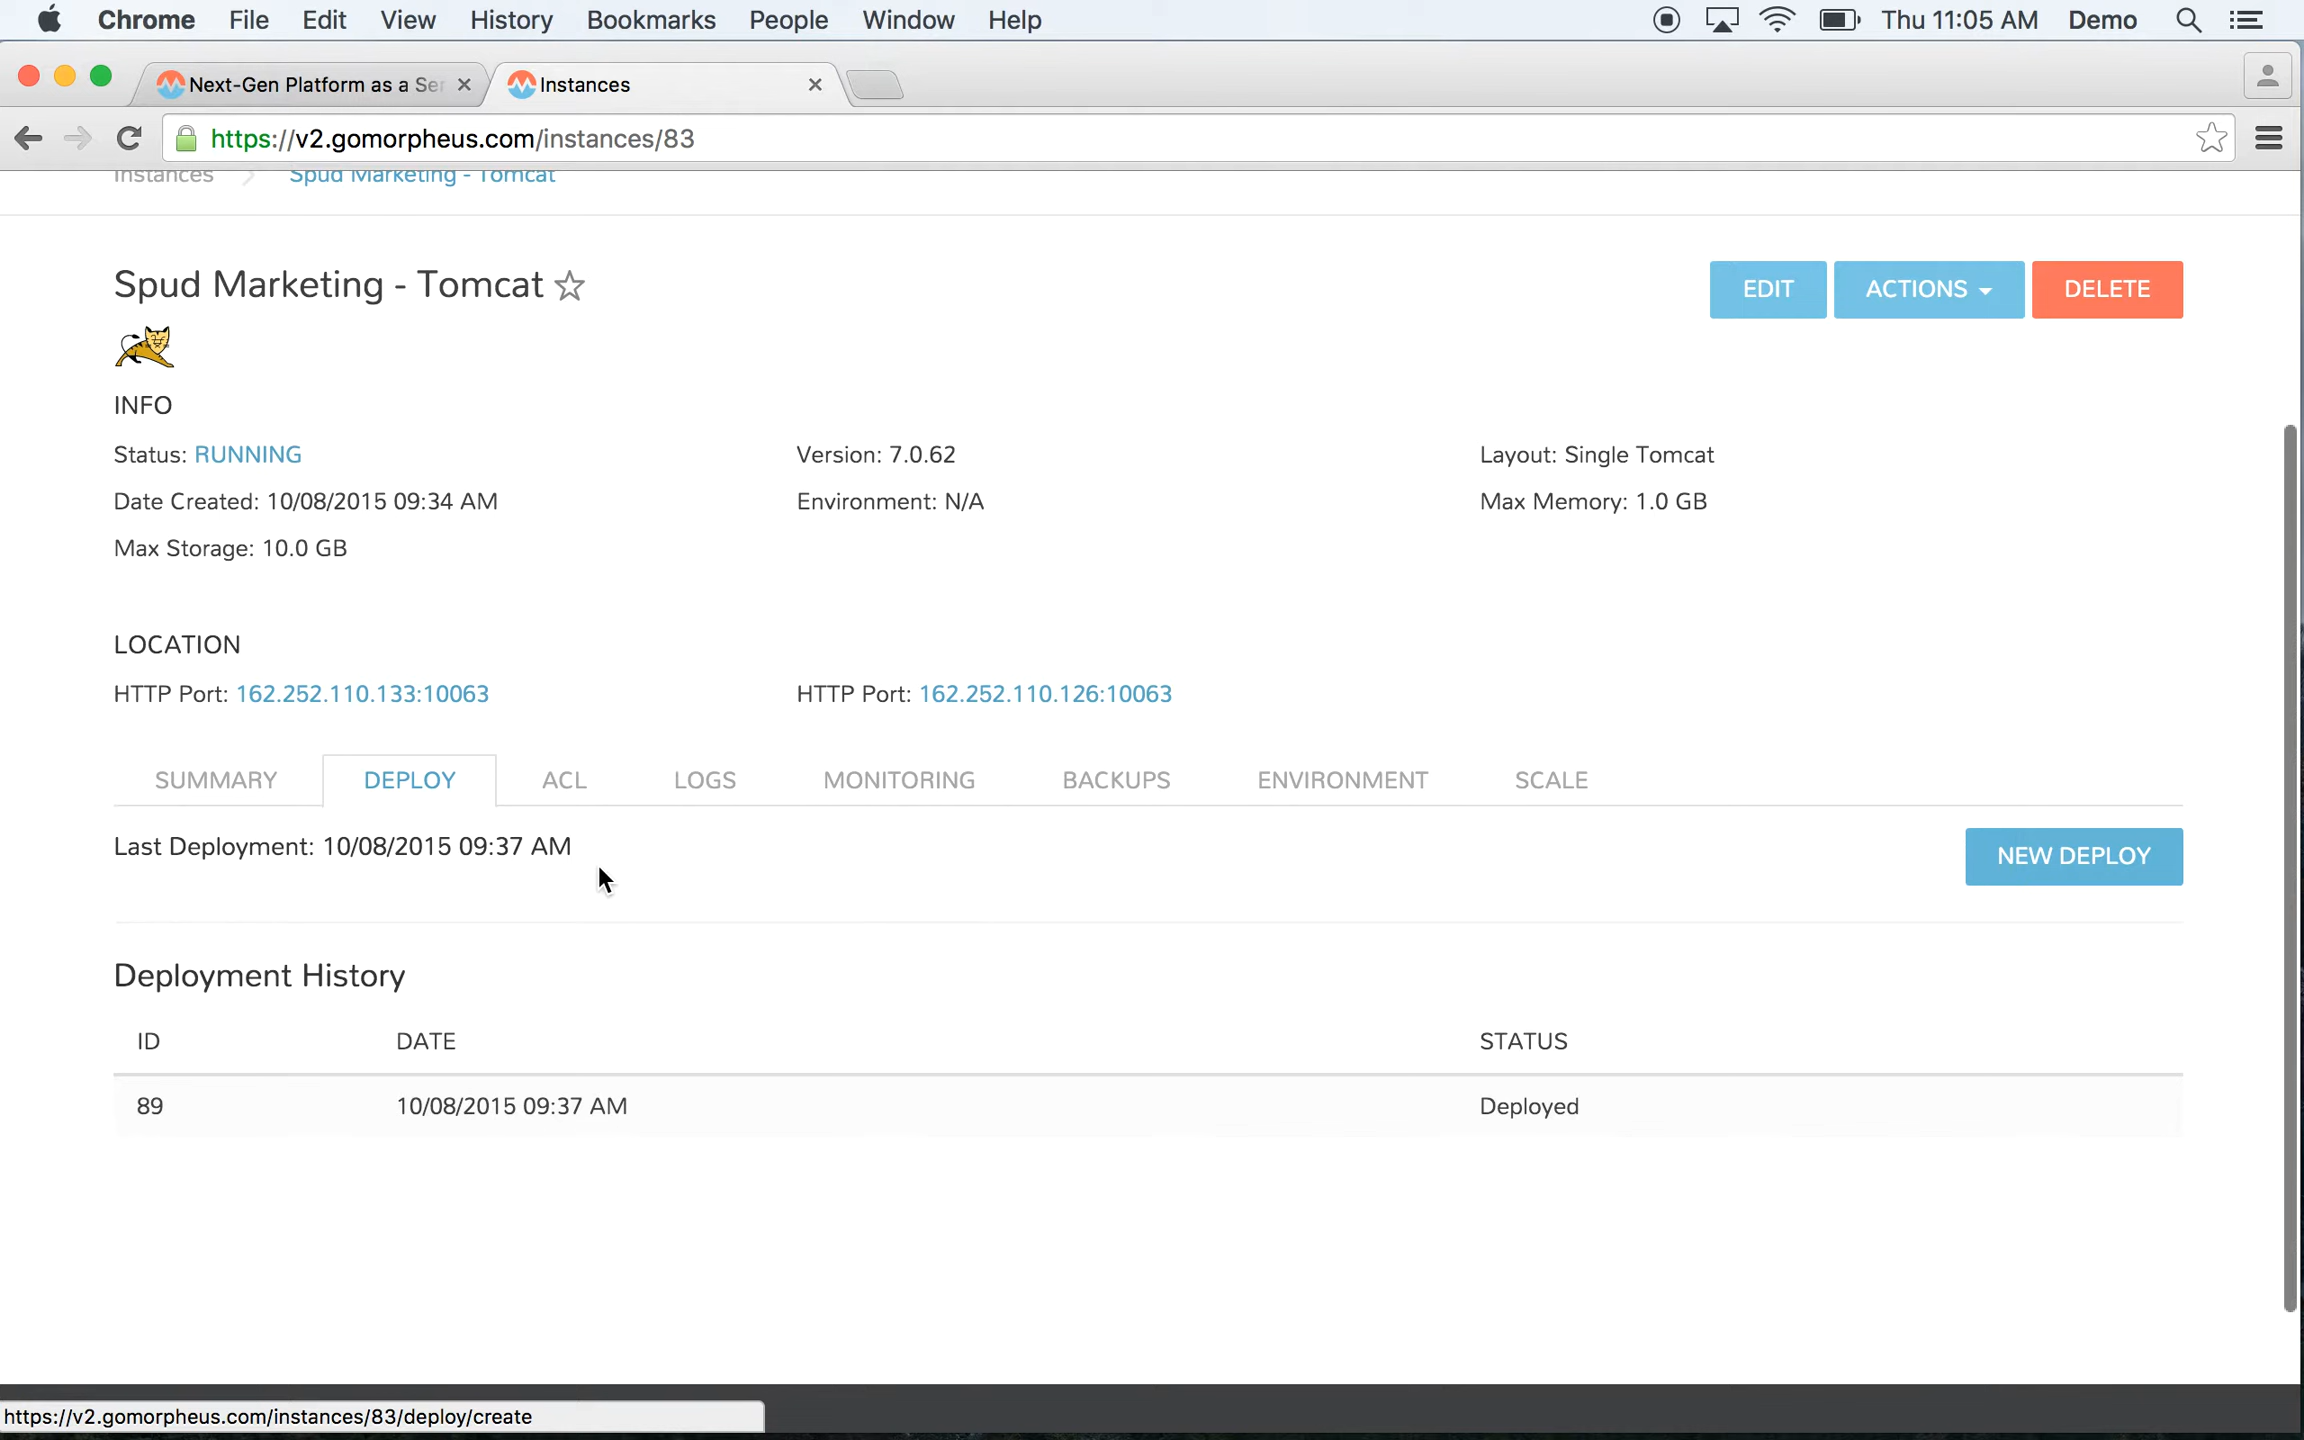 Chrome File Edit View History Bookmarks People Window Help Thu 11:05 AM Demo
Next-Gen Platform as a Ser
Instances
https://v2.gomorpheus.com/instances/83
Instances Spud Marketing - Tomcat
Spud Marketing - Tomcat
EDIT ACTIONS DELETE
INFO
Status: RUNNING Version: 7.0.62 Layout: Single Tomcat
Date Created: 10/08/2015 09:34 AM Environment: N/A Max Memory: 1.0 GB
Max Storage: 10.0 GB
LOCATION
HTTP Port: 162.252.110.133:10063 HTTP Port: 162.252.110.126:10063
SUMMARY DEPLOY ACL LOGS MONITORING BACKUPS ENVIRONMENT SCALE
Last Deployment: 10/08/2015 09:37 AM
NEW DEPLOY
Deployment History
ID DATE STATUS
89 10/08/2015 09:37 AM Deployed
https://v2.gomorpheus.com/instances/83/deploy/create